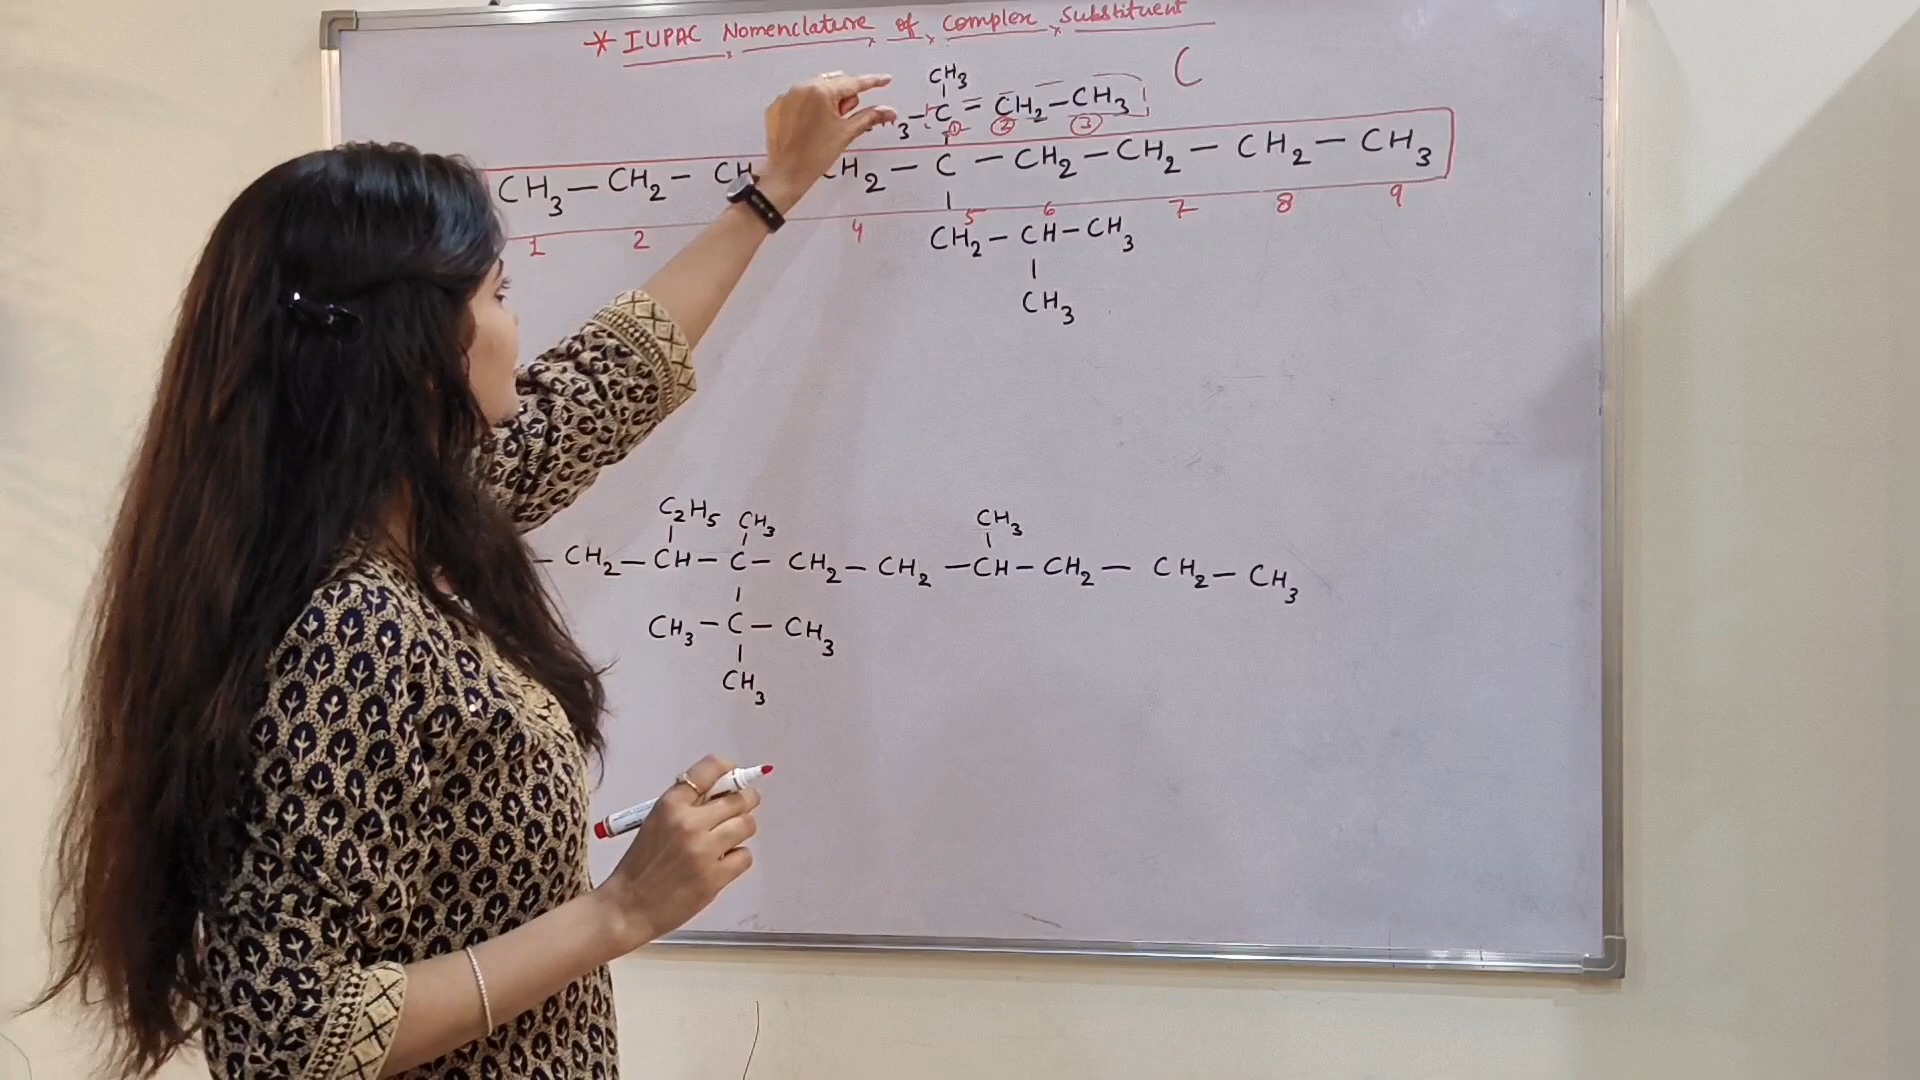 * IUPAC Nomenclature of Complex Substituent
CH3 C
3 - C = CH2 - CH3
① ② ③
CH3 — CH2 — CH H2 — C — CH2 — CH2 — CH2 — CH3
1 2 4 5 6 7 8 9
CH2 — CH - CH3
CH3
C2H5 CH3 CH3
— CH2 — CH — C — CH2 — CH2 — CH — CH2 — CH2 — CH3
CH3 — C — CH3
CH3